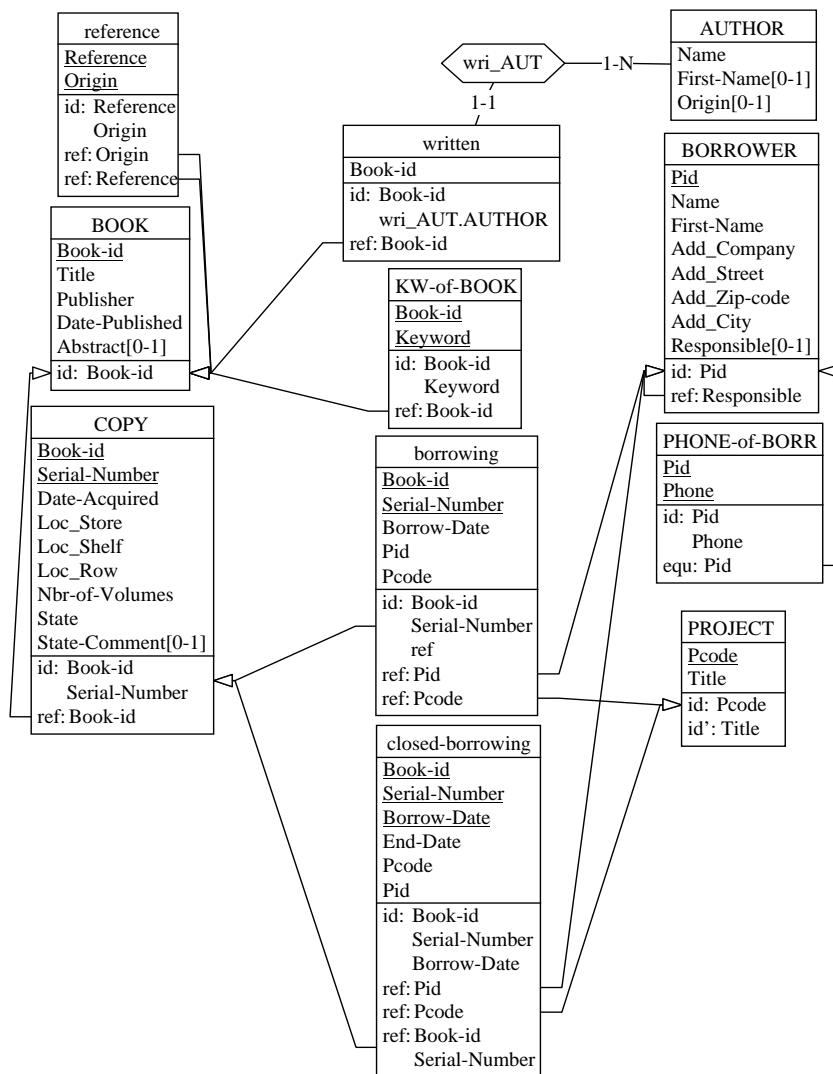 reference
Reference
Origin
id: Reference
Origin
ref: Origin
ref: Reference
wri_AUT
1-N
1-1
AUTHOR
Name
First-Name[0-1]
Origin[0-1]
written
Book-id
id: Book-id
wri_AUT.AUTHOR
ref: Book-id
BORROWER
Pid
Name
First-Name
Add_Company
Add_Street
Add_Zip-code
Add_City
Responsible[0-1]
id: Pid
ref: Responsible
BOOK
Book-id
Title
Publisher
Date-Published
Abstract[0-1]
id: Book-id
KW-of-BOOK
Book-id
Keyword
id: Book-id
Keyword
ref: Book-id
COPY
Book-id
Serial-Number
Date-Acquired
Loc_Store
Loc_Shelf
Loc_Row
Nbr-of-Volumes
State
State-Comment[0-1]
id: Book-id
Serial-Number
ref: Book-id
borrowing
Book-id
Serial-Number
Borrow-Date
Pid
Pcode
id: Book-id
Serial-Number
ref
ref: Pid
ref: Pcode
PHONE-of-BORR
Pid
Phone
id: Pid
Phone
equ: Pid
PROJECT
Pcode
Title
id: Pcode
id’: Title
closed-borrowing
Book-id
Serial-Number
Borrow-Date
End-Date
Pcode
Pid
id: Book-id
Serial-Number
Borrow-Date
ref: Pid
ref: Pcode
ref: Book-id
Serial-Number